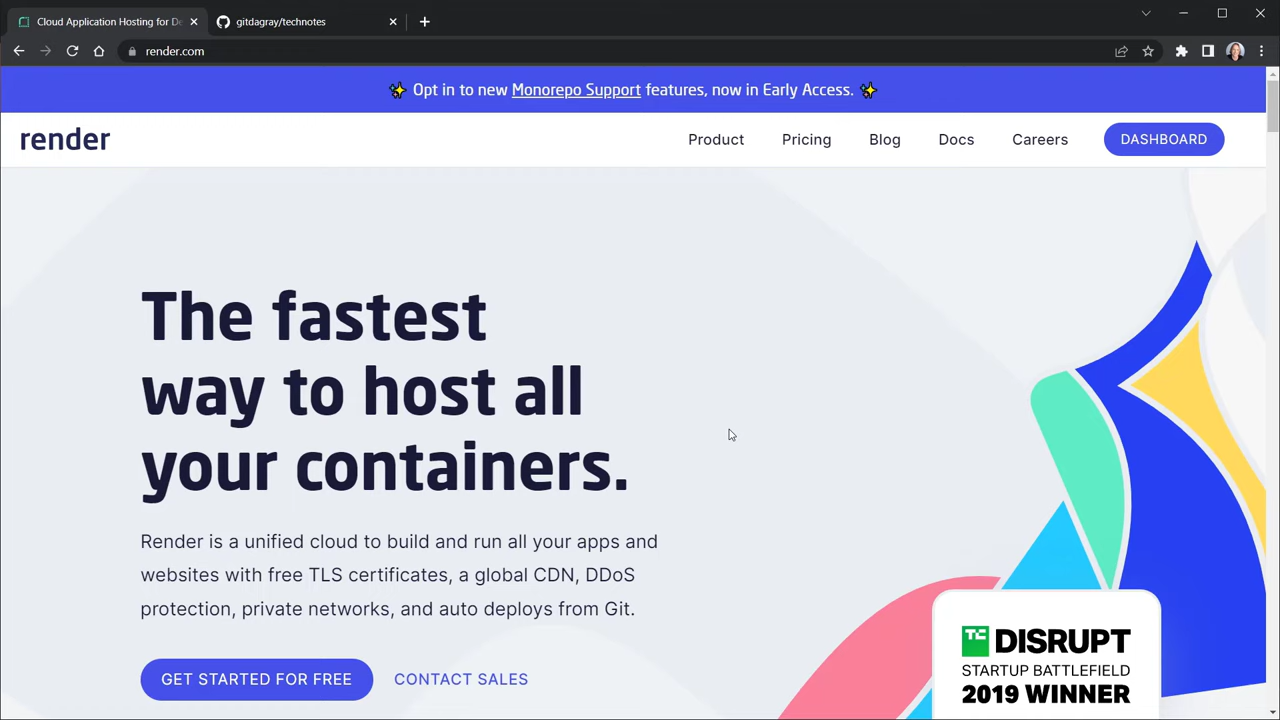 Cloud Application Hosting for De
gitdagray/technotes
render.com
✨ Opt in to new Monorepo Support features, now in Early Access. ✨
render
Product
Pricing
Blog
Docs
Careers
DASHBOARD
The fastest
way to host all
your containers.
Render is a unified cloud to build and run all your apps and
websites with free TLS certificates, a global CDN, DDoS
protection, private networks, and auto deploys from Git.
GET STARTED FOR FREE
CONTACT SALES
TC DISRUPT
STARTUP BATTLEFIELD
2019 WINNER